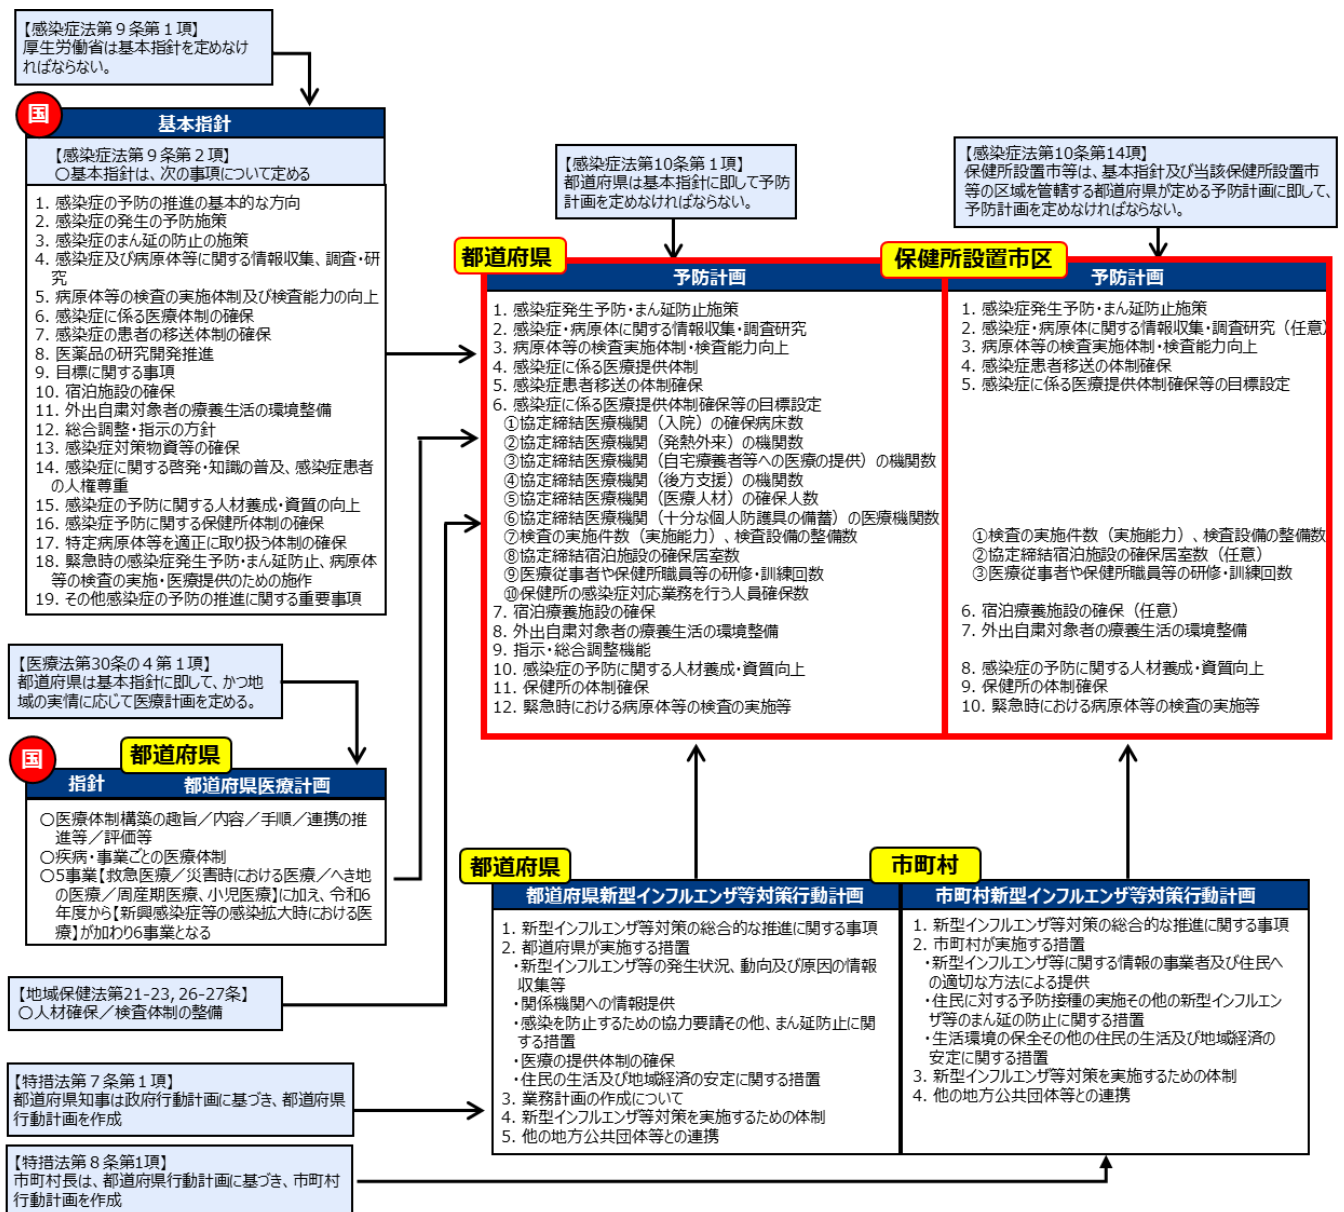 【感染症法第９条第１項】
厚生労働省は基本指針を定めなけ
ればならない。
国
基本指針
【感染症法第９条第２項】
○基本指針は、次の事項について定める
1. 感染症の予防の推進の基本的な方向
2. 感染症の発生の予防施策
3. 感染症のまん延の防止の施策
4. 感染症及び病原体等に関する情報収集、調査・研
究
5. 病原体等の検査の実施体制及び検査能力の向上
6. 感染症に係る医療体制の確保
7. 感染症の患者の移送体制の確保
8. 医薬品の研究開発推進
9. 目標に関する事項
10. 宿泊施設の確保
11. 外出自粛対象者の療養生活の環境整備
12. 総合調整・指示の方針
13. 感染症対策物資等の確保
14. 感染症に関する啓発・知識の普及、感染症患者
の人権尊重
15. 感染症の予防に関する人材養成・資質の向上
16. 感染症予防に関する保健所体制の確保
17. 特定病原体等を適正に取り扱う体制の確保
18. 緊急時の感染症発生予防・まん延防止、病原体
等の検査の実施・医療提供のための施作
19. その他感染症の予防の推進に関する重要事項
【医療法第30条の４第１項】
都道府県は基本指針に即して、かつ地
域の実情に応じて医療計画を定める。
国
都道府県
指針 都道府県医療計画
○医療体制構築の趣旨／内容／手順／連携の推
進等／評価等
○疾病・事業ごとの医療体制
○5事業【救急医療／災害時における医療／へき地
の医療／周産期医療、小児医療】に加え、令和6
年度から【新興感染症等の感染拡大時における医
療】が加わり6事業となる
【地域保健法第21-23, 26-27条】
○人材確保／検査体制の整備
【特措法第７条第１項】
都道府県知事は政府行動計画に基づき、都道府県
行動計画を作成
【特措法第８条第1項】
市町村長は、都道府県行動計画に基づき、市町村
行動計画を作成
【感染症法第10条第１項】
都道府県は基本指針に即して予防
計画を定めなければならない。
都道府県
予防計画
1. 感染症発生予防・まん延防止施策
2. 感染症・病原体に関する情報収集・調査研究
3. 病原体等の検査実施体制・検査能力向上
4. 感染症に係る医療提供体制
5. 感染症患者移送の体制確保
6. 感染症に係る医療提供体制確保等の目標設定
①協定締結医療機関（入院）の確保病床数
②協定締結医療機関（発熱外来）の機関数
③協定締結医療機関（自宅療養者等への医療の提供）の機関数
④協定締結医療機関（後方支援）の機関数
⑤協定締結医療機関（医療人材）の確保人数
⑥協定締結医療機関（十分な個人防護具の備蓄）の医療機関数
⑦検査の実施件数（実施能力）、検査設備の整備数
⑧協定締結宿泊施設の確保居室数
⑨医療従事者や保健所職員等の研修・訓練回数
⑩保健所の感染症対応業務を行う人員確保数
7. 宿泊療養施設の確保
8. 外出自粛対象者の療養生活の環境整備
9. 指示・総合調整機能
10. 感染症の予防に関する人材養成・資質向上
11. 保健所の体制確保
12. 緊急時における病原体等の検査の実施等
【感染症法第10条第14項】
保健所設置市等は、基本指針及び当該保健所設置市
等の区域を管轄する都道府県が定める予防計画に即して、
予防計画を定めなければならない。
保健所設置市区
予防計画
1. 感染症発生予防・まん延防止施策
2. 感染症・病原体に関する情報収集・調査研究（任意）
3. 病原体等の検査実施体制・検査能力向上
4. 感染症患者移送の体制確保
5. 感染症に係る医療提供体制確保等の目標設定
①検査の実施件数（実施能力）、検査設備の整備数
②協定締結宿泊施設の確保居室数（任意）
③医療従事者や保健所職員等の研修・訓練回数
6. 宿泊療養施設の確保（任意）
7. 外出自粛対象者の療養生活の環境整備
8. 感染症の予防に関する人材養成・資質向上
9. 保健所の体制確保
10. 緊急時における病原体等の検査の実施等
都道府県
都道府県新型インフルエンザ等対策行動計画
1. 新型インフルエンザ等対策の総合的な推進に関する事項
2. 都道府県が実施する措置
・新型インフルエンザ等の発生状況、動向及び原因の情報
収集等
・関係機関への情報提供
・感染を防止するための協力要請その他、まん延防止に関
する措置
・医療の提供体制の確保
・住民の生活及び地域経済の安定に関する措置
3. 業務計画の作成について
4. 新型インフルエンザ等対策を実施するための体制
5. 他の地方公共団体等との連携
市町村
市町村新型インフルエンザ等対策行動計画
1. 新型インフルエンザ等対策の総合的な推進に関する事項
2. 市町村が実施する措置
・新型インフルエンザ等に関する情報の事業者及び住民へ
の適切な方法による提供
・住民に対する予防接種の実施その他の新型インフルエン
ザ等のまん延の防止に関する措置
・生活環境の保全その他の住民の生活及び地域経済の
安定に関する措置
3. 新型インフルエンザ等対策を実施するための体制
4. 他の地方公共団体等との連携